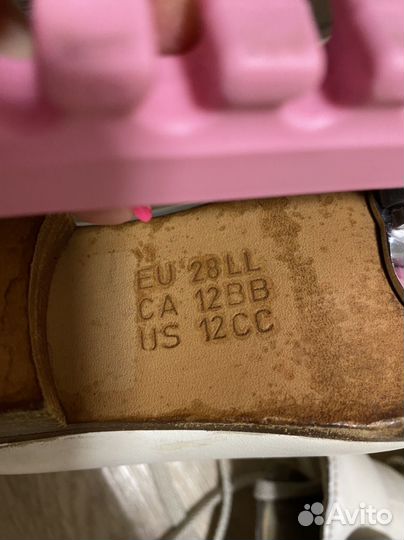 EU 28LL
CA 12BB
US 12CC
Avito